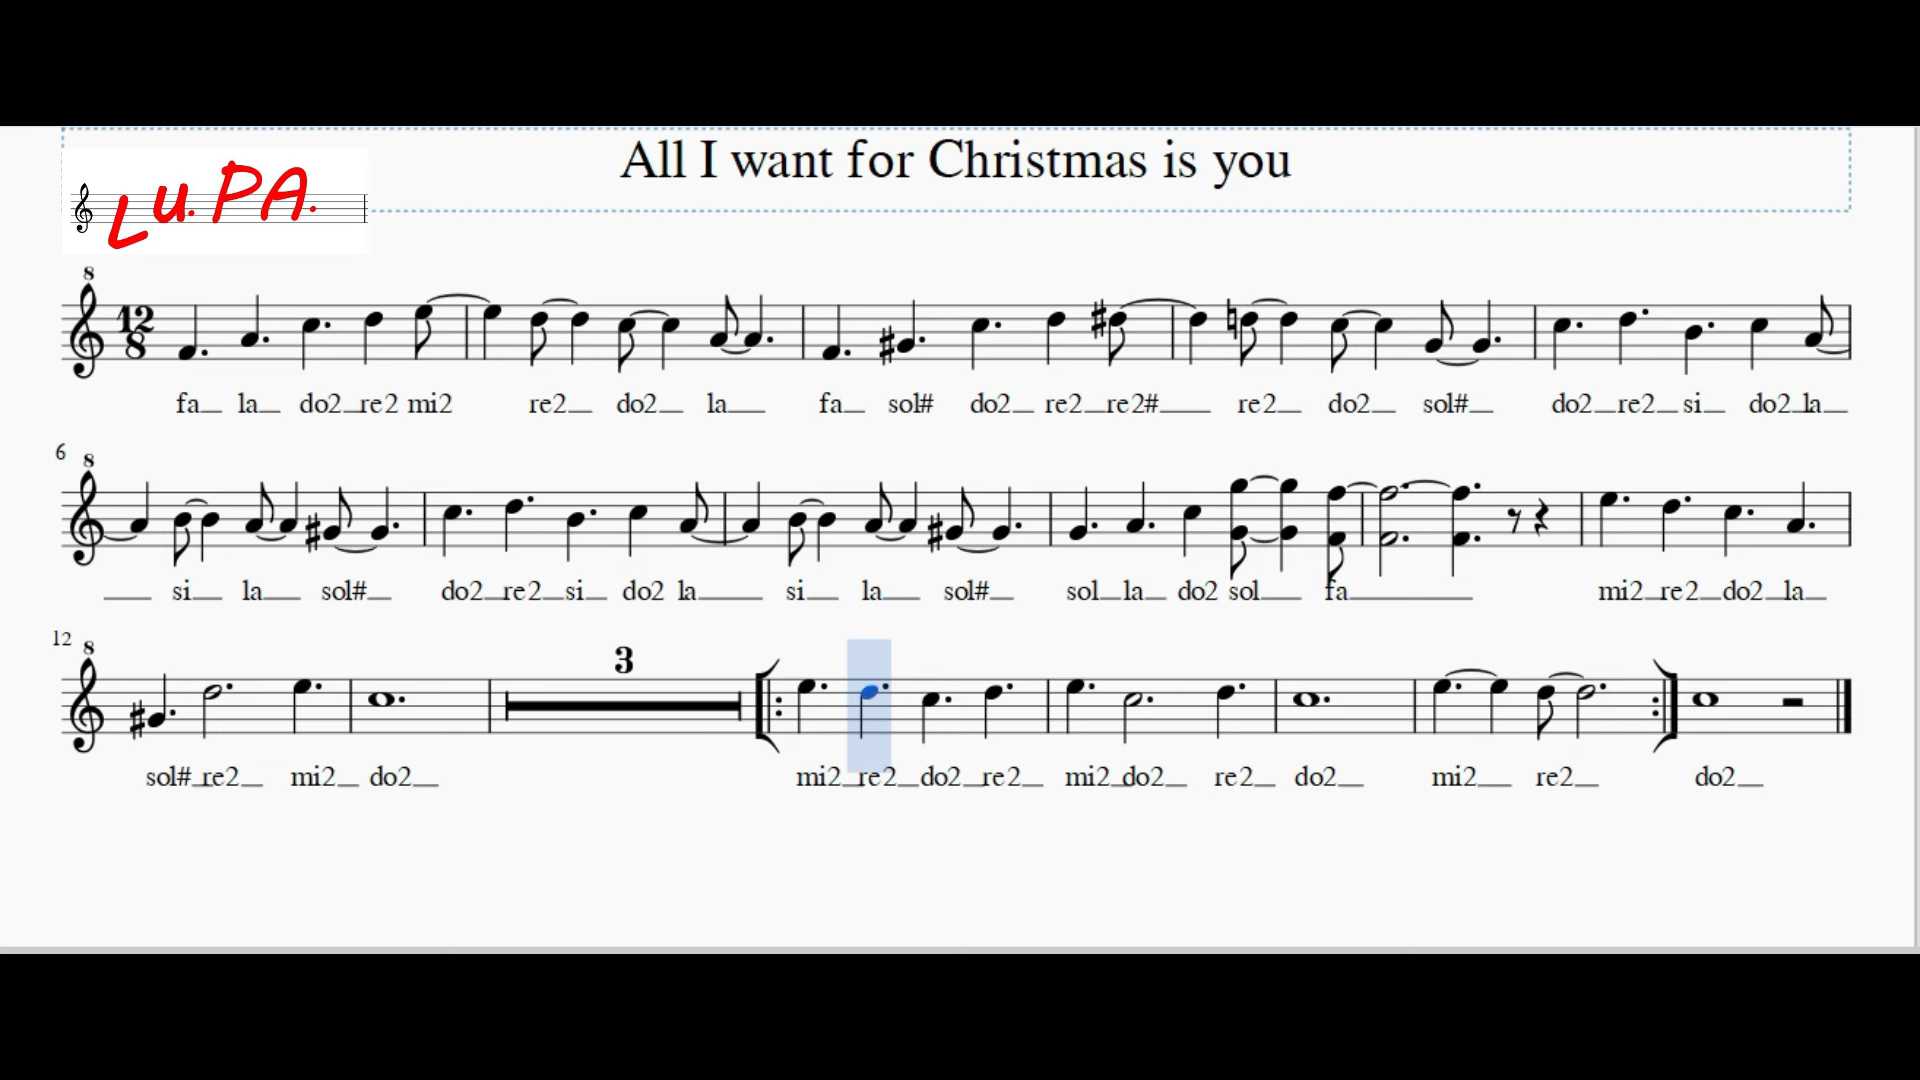 All I want for Christmas is you
Lu.PA.
8
12
8
fa la do2 re2 mi2 re2 do2 la fa sol# do2 re2 re2# re2 do2 sol# do2 re2 si do2 la
6
8
si la sol# do2 re2 si do2 la si la sol# sol la do2 sol fa mi2 re2 do2 la
12
8
3
sol# re2 mi2 do2 mi2 re2 do2 re2 mi2 do2 re2 do2 mi2 re2 do2